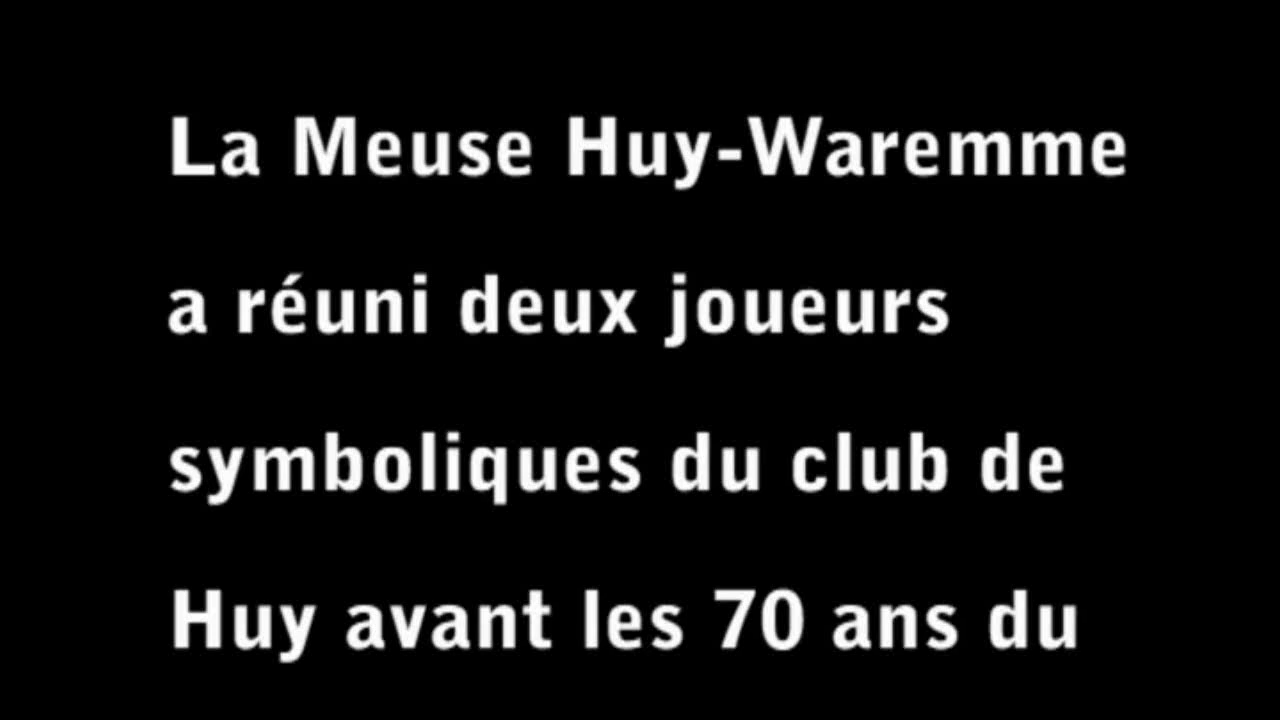 La Meuse Huy-Waremme
a réuni deux joueurs
symboliques du club de
Huy avant les 70 ans du